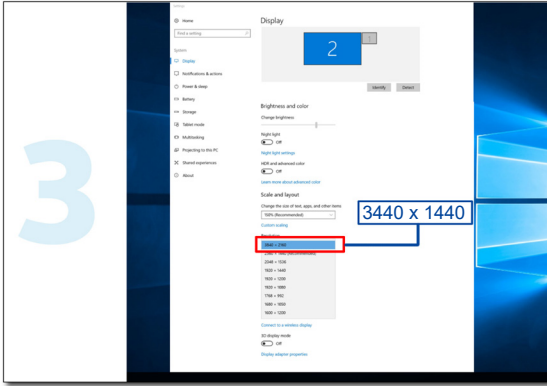 3
Settings
Home
Display
Find a setting
2
1
System
Display
Notifications & actions
Identify
Detect
Power & sleep
Battery
Brightness and color
Storage
Change brightness
Tablet mode
Multitasking
Night light
Off
Projecting to this PC
Night light settings
Shared experiences
HDR and advanced color
Off
About
Learn more about advanced color
Scale and layout
Change the size of text, apps, and other items
3440 x 1440
Custom scaling
Resolution
2048 × 1536
1920 × 1440
1920 × 1200
1920 × 1080
1680 × 1050
1600 × 1200
Connect to a wireless display
3D display mode
Off
Display adapter properties